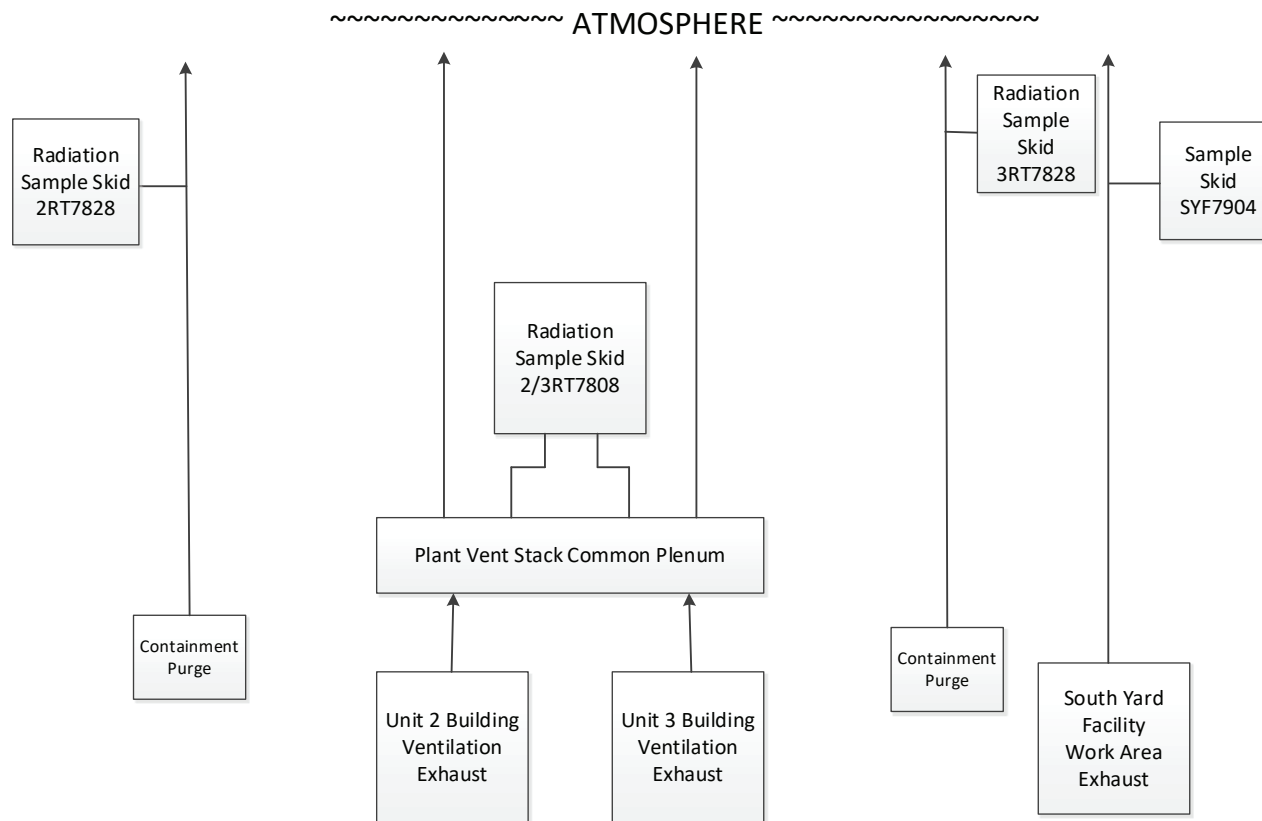 ~~~~~~~~~~~~~~ ATMOSPHERE ~~~~~~~~~~~~~~~~
Radiation
Sample Skid
2RT7828
Radiation
Sample
Skid
3RT7828
Sample
Skid
SYF7904
Radiation
Sample Skid
2/3RT7808
Plant Vent Stack Common Plenum
Containment
Purge
Unit 2 Building
Ventilation
Exhaust
Unit 3 Building
Ventilation
Exhaust
Containment
Purge
South Yard
Facility
Work Area
Exhaust